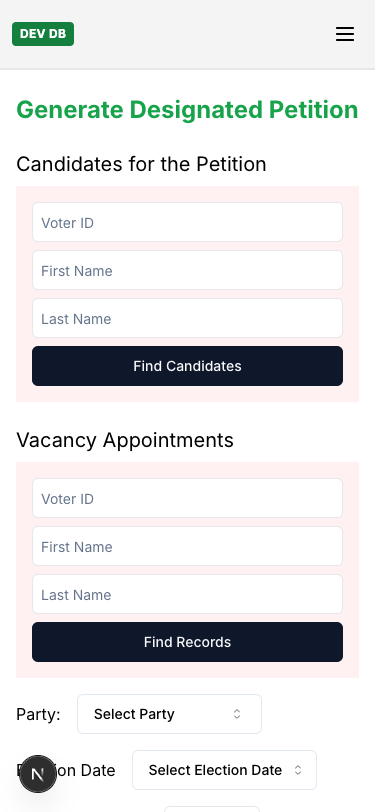 DEV DB
Generate Designated Petition
Candidates for the Petition
Voter ID
First Name
Last Name
Find Candidates
Vacancy Appointments
Voter ID
First Name
Last Name
Find Records
Party: Select Party
N
Date Select Election Date